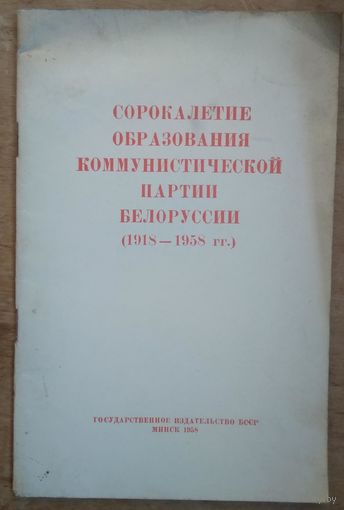 СОРОКАЛЕТИЕ
ОБРАЗОВАНИЯ
КОММУНИСТИЧЕСКОЙ
ПАРТИИ
БЕЛОРУССИИ
(1918—1958 гг.)
ГОСУДАРСТВЕННОЕ ИЗДАТЕЛЬСТВО БССР
МИНСК 1958